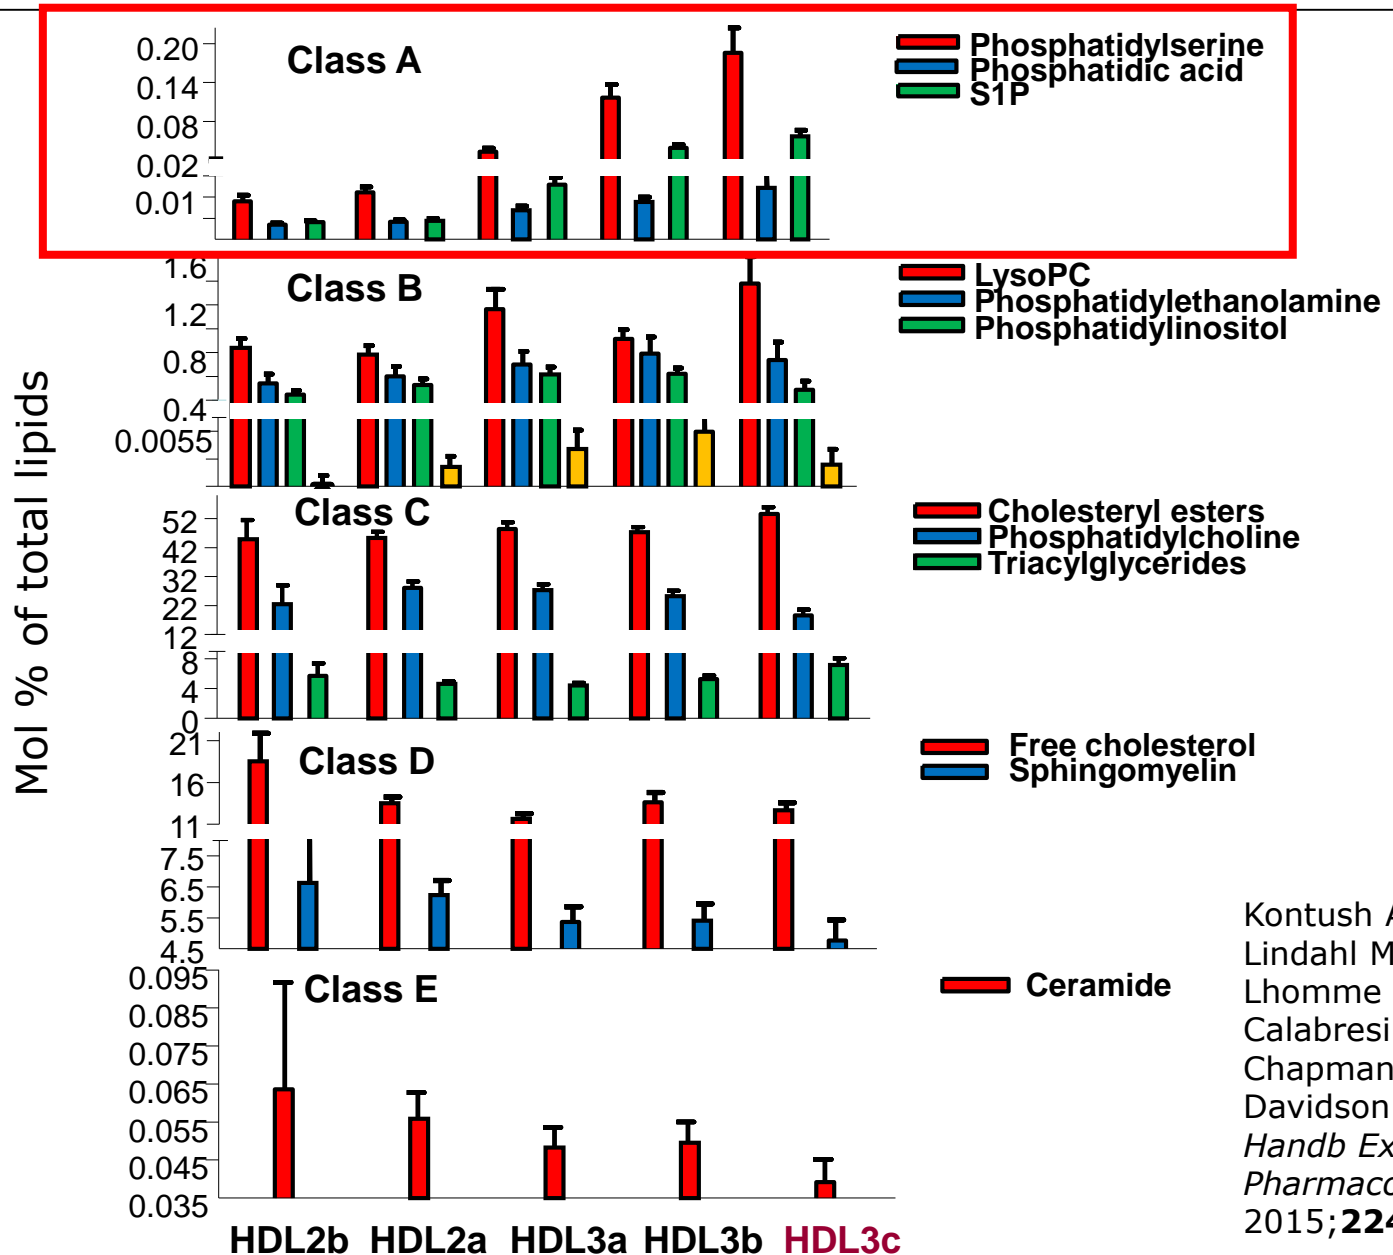 Mol % of total lipids
Class A
0.20
0.14
0.08
0.02
0.01
Phosphatidylserine
Phosphatidic acid
S1P
Class B
1.6
1.2
0.8
0.4
0.0055
LysoPC
Phosphatidylethanolamine
Phosphatidylinositol
Class C
52
42
32
22
12
8
4
0
Cholesteryl esters
Phosphatidylcholine
Triacylglycerides
Class D
21
16
11
7.5
6.5
5.5
4.5
Free cholesterol
Sphingomyelin
Class E
0.095
0.085
0.075
0.065
0.055
0.045
0.035
Ceramide
HDL2b HDL2a HDL3a HDL3b HDL3c
Kontush A
Lindahl M
Lhomme
Calabresi
Chapman
Davidson
Handb Ex
Pharmaco
2015;224